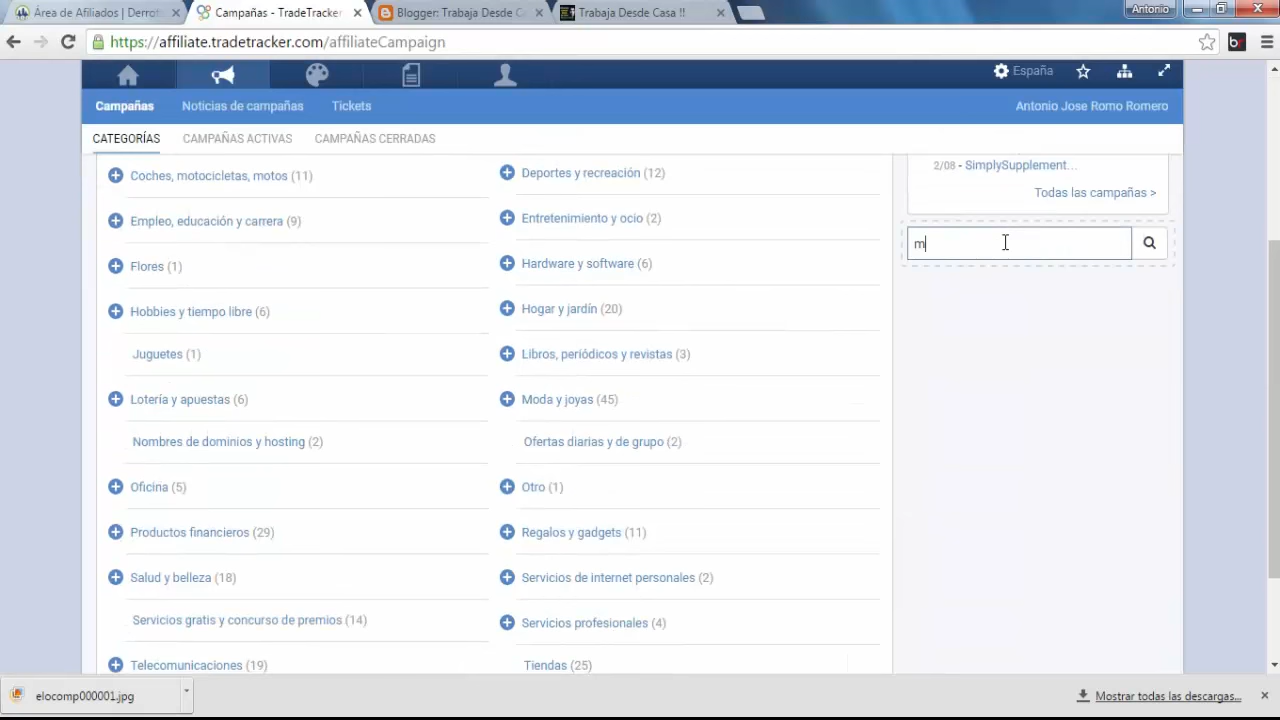 Área de Afiliados | Derrot
Campañas - TradeTracker
Blogger: Trabaja Desde C
Trabaja Desde Casa !!
Antonio
https://affiliate.tradetracker.com/affiliateCampaign
España
Campañas
Noticias de campañas
Tickets
Antonio Jose Romo Romero
CATEGORÍAS
CAMPAÑAS ACTIVAS
CAMPAÑAS CERRADAS
Coches, motocicletas, motos (11)
Empleo, educación y carrera (9)
Flores (1)
Hobbies y tiempo libre (6)
Juguetes (1)
Lotería y apuestas (6)
Nombres de dominios y hosting (2)
Oficina (5)
Productos financieros (29)
Salud y belleza (18)
Servicios gratis y concurso de premios (14)
Telecomunicaciones (19)
Deportes y recreación (12)
Entretenimiento y ocio (2)
Hardware y software (6)
Hogar y jardín (20)
Libros, periódicos y revistas (3)
Moda y joyas (45)
Ofertas diarias y de grupo (2)
Otro (1)
Regalos y gadgets (11)
Servicios de internet personales (2)
Servicios profesionales (4)
Tiendas (25)
2/08 - SimplySupplement...
Todas las campañas >
m
elocomp000001.jpg
Mostrar todas las descargas...